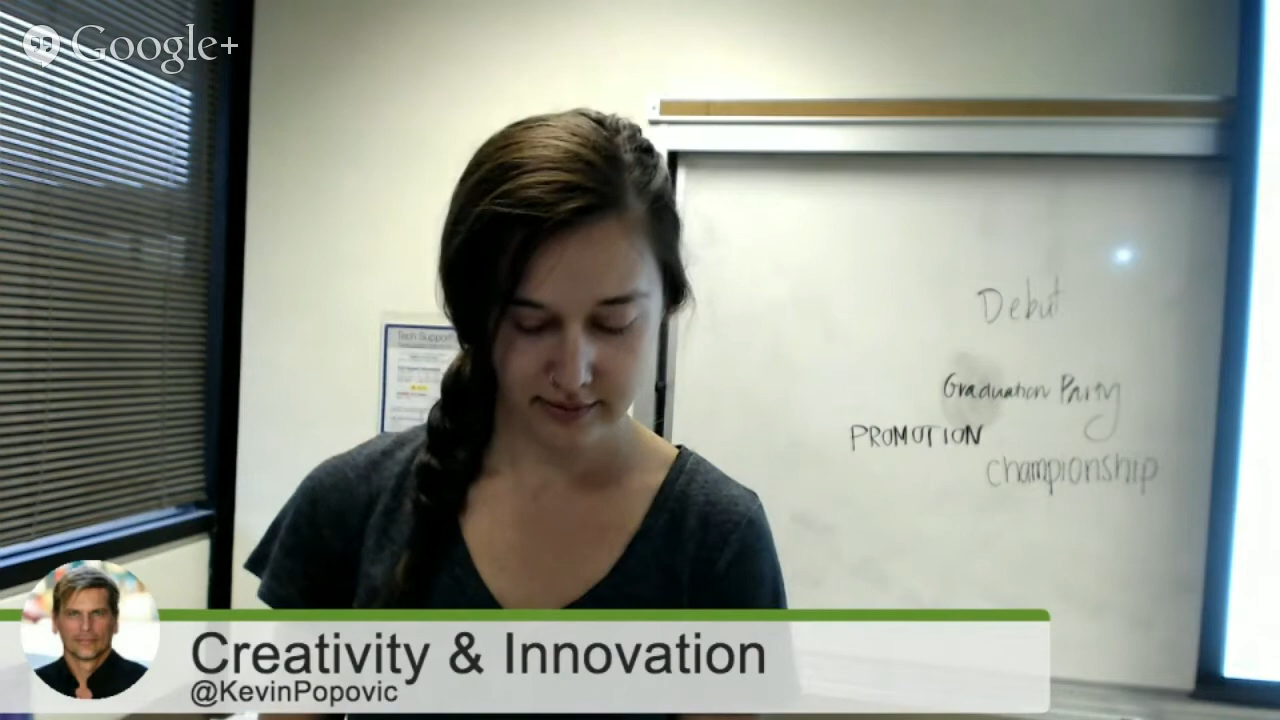 Google+
Tech Support
Debut
Graduation Party
PROMOTION
Championship
Creativity & Innovation
@KevinPopovic